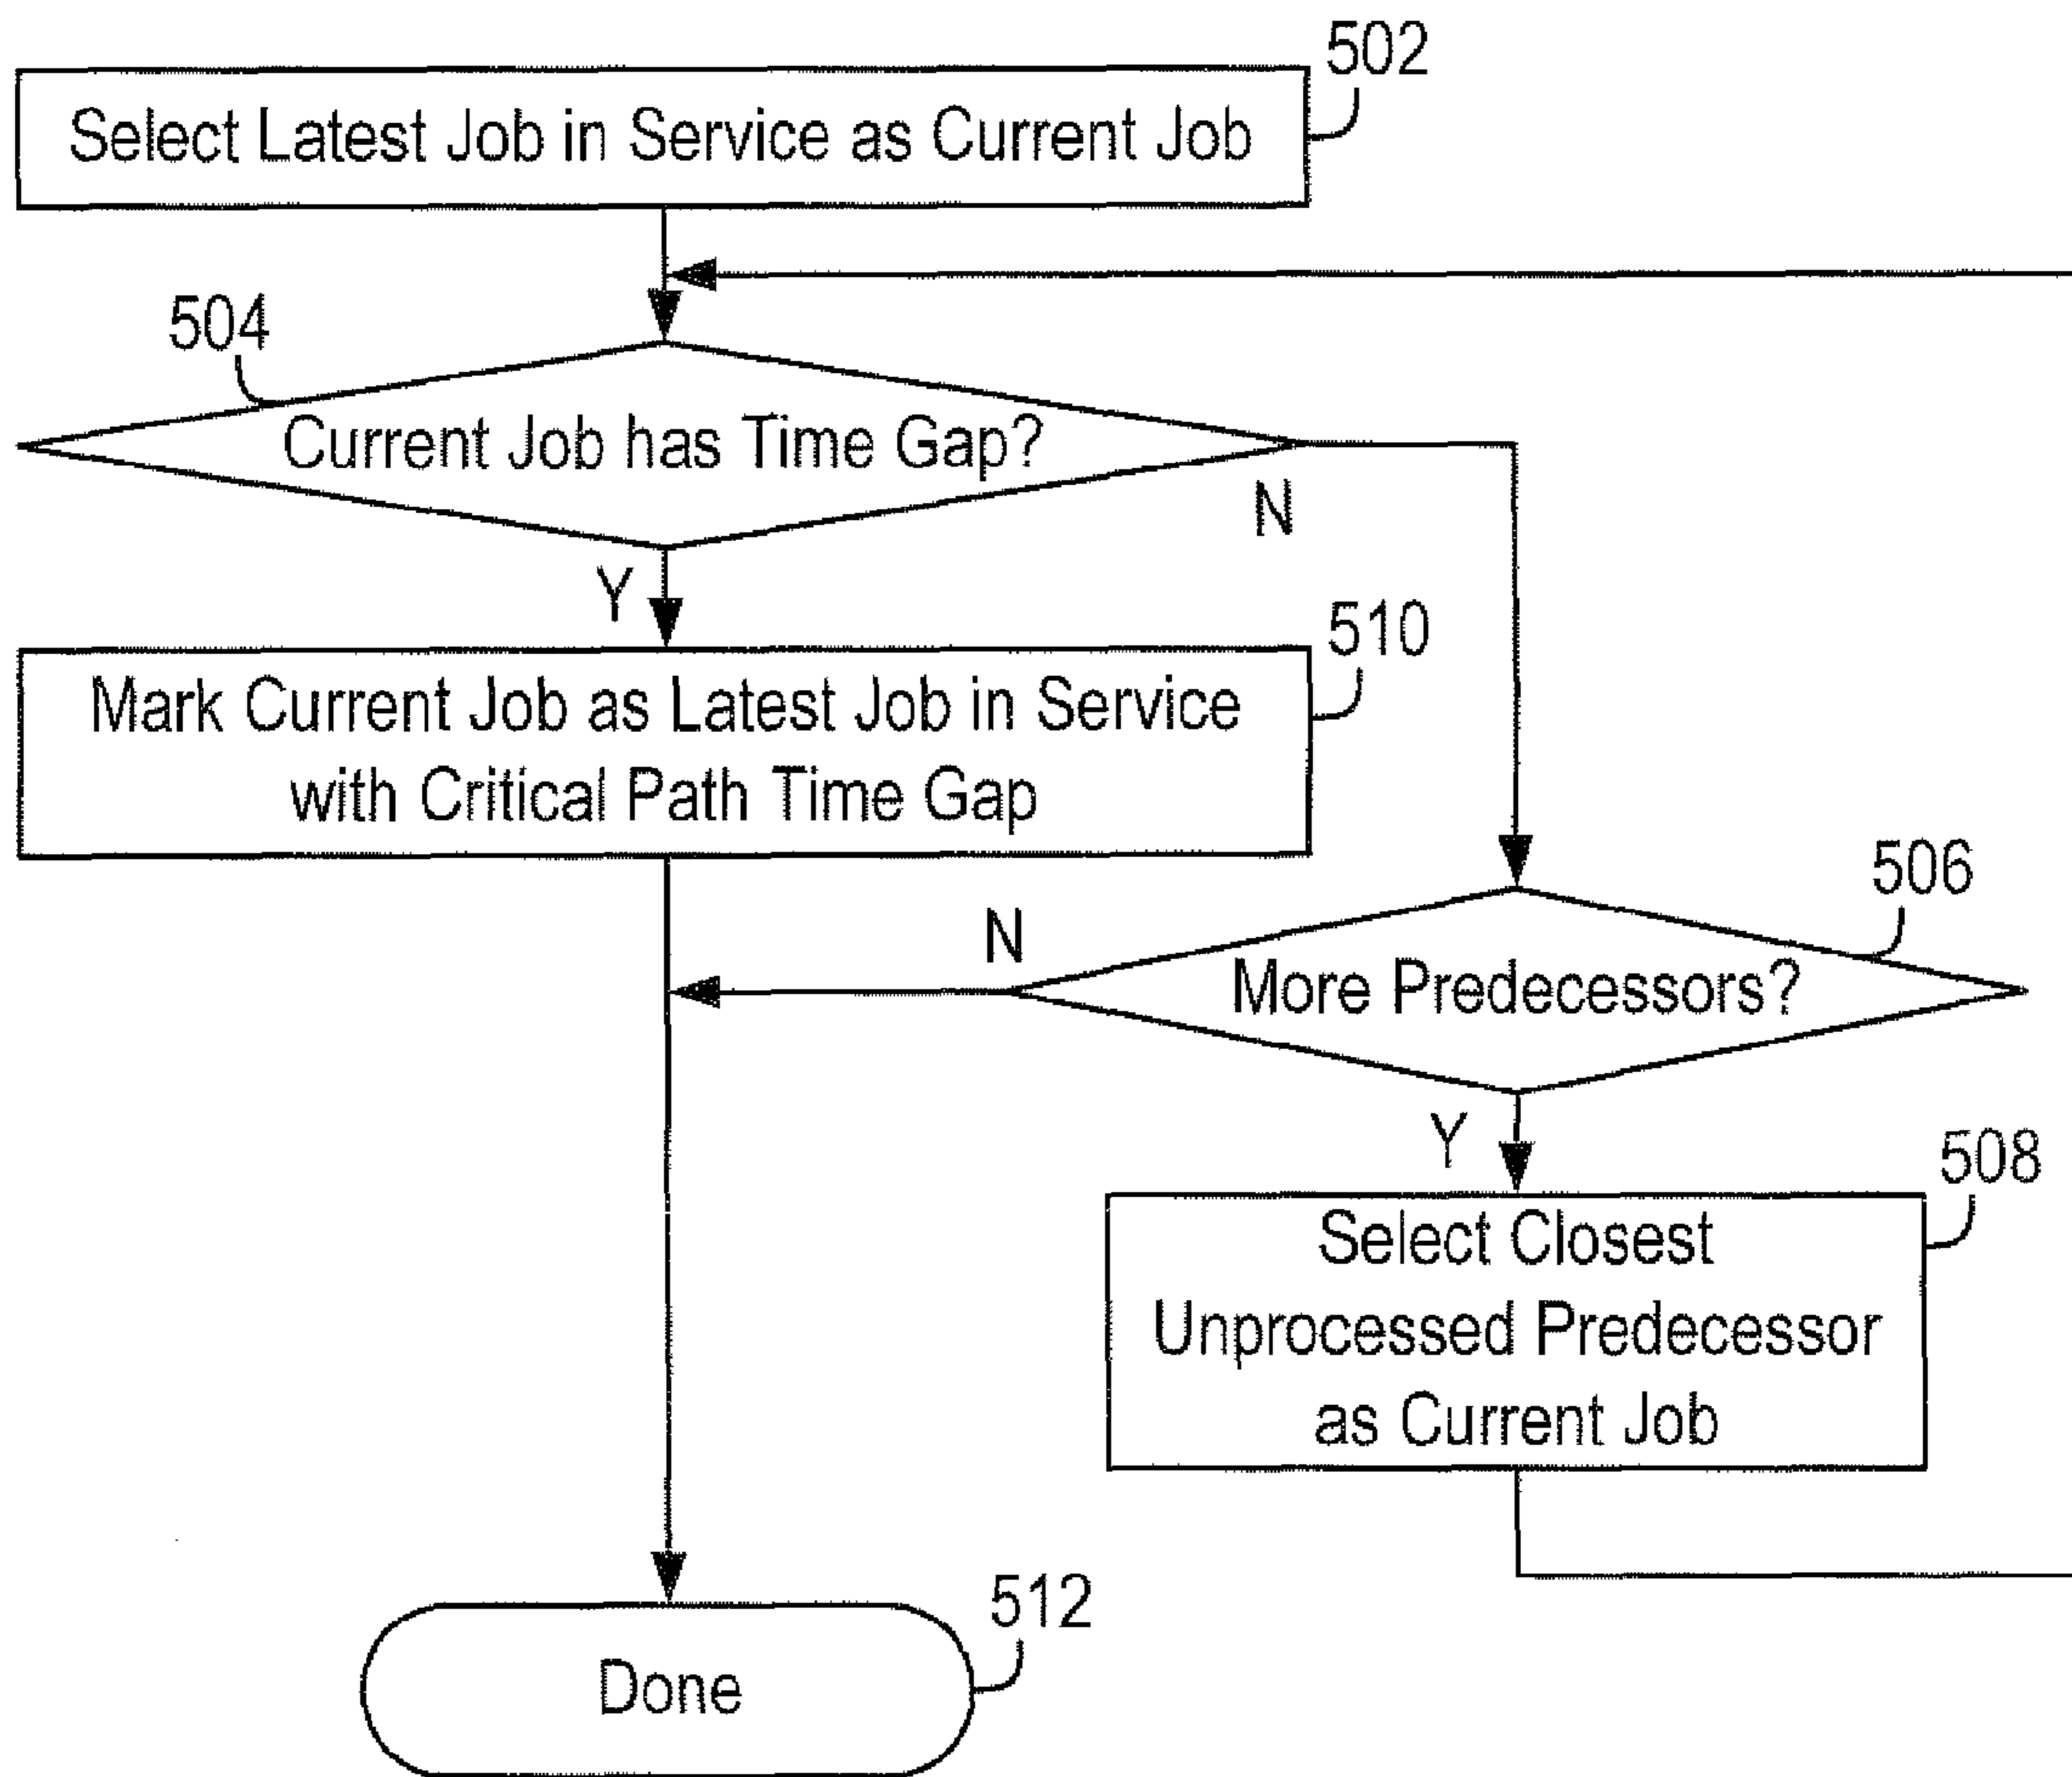 502
Select Latest Job in Service as Current Job
504
Current Job has Time Gap?
N
Y
510
Mark Current Job as Latest Job in Service
with Critical Path Time Gap
506
N
More Predecessors?
Y
508
Select Closest
Unprocessed Predecessor
as Current Job
512
Done